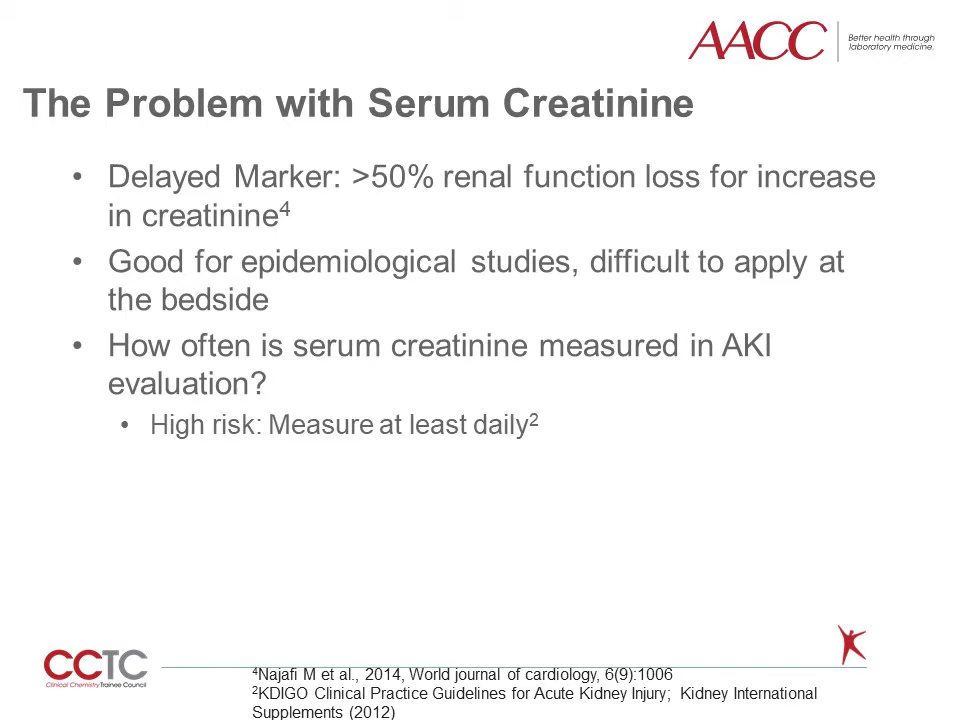 AACC
Better health through
laboratory medicine.
The Problem with Serum Creatinine
• Delayed Marker: >50% renal function loss for increase
in creatinine⁴
• Good for epidemiological studies, difficult to apply at
the bedside
• How often is serum creatinine measured in AKI
evaluation?
• High risk: Measure at least daily²
CCTC
Clinical Chemistry Trainee Council
⁴Najafi M et al., 2014, World journal of cardiology, 6(9):1006
²KDIGO Clinical Practice Guidelines for Acute Kidney Injury; Kidney International
Supplements (2012)